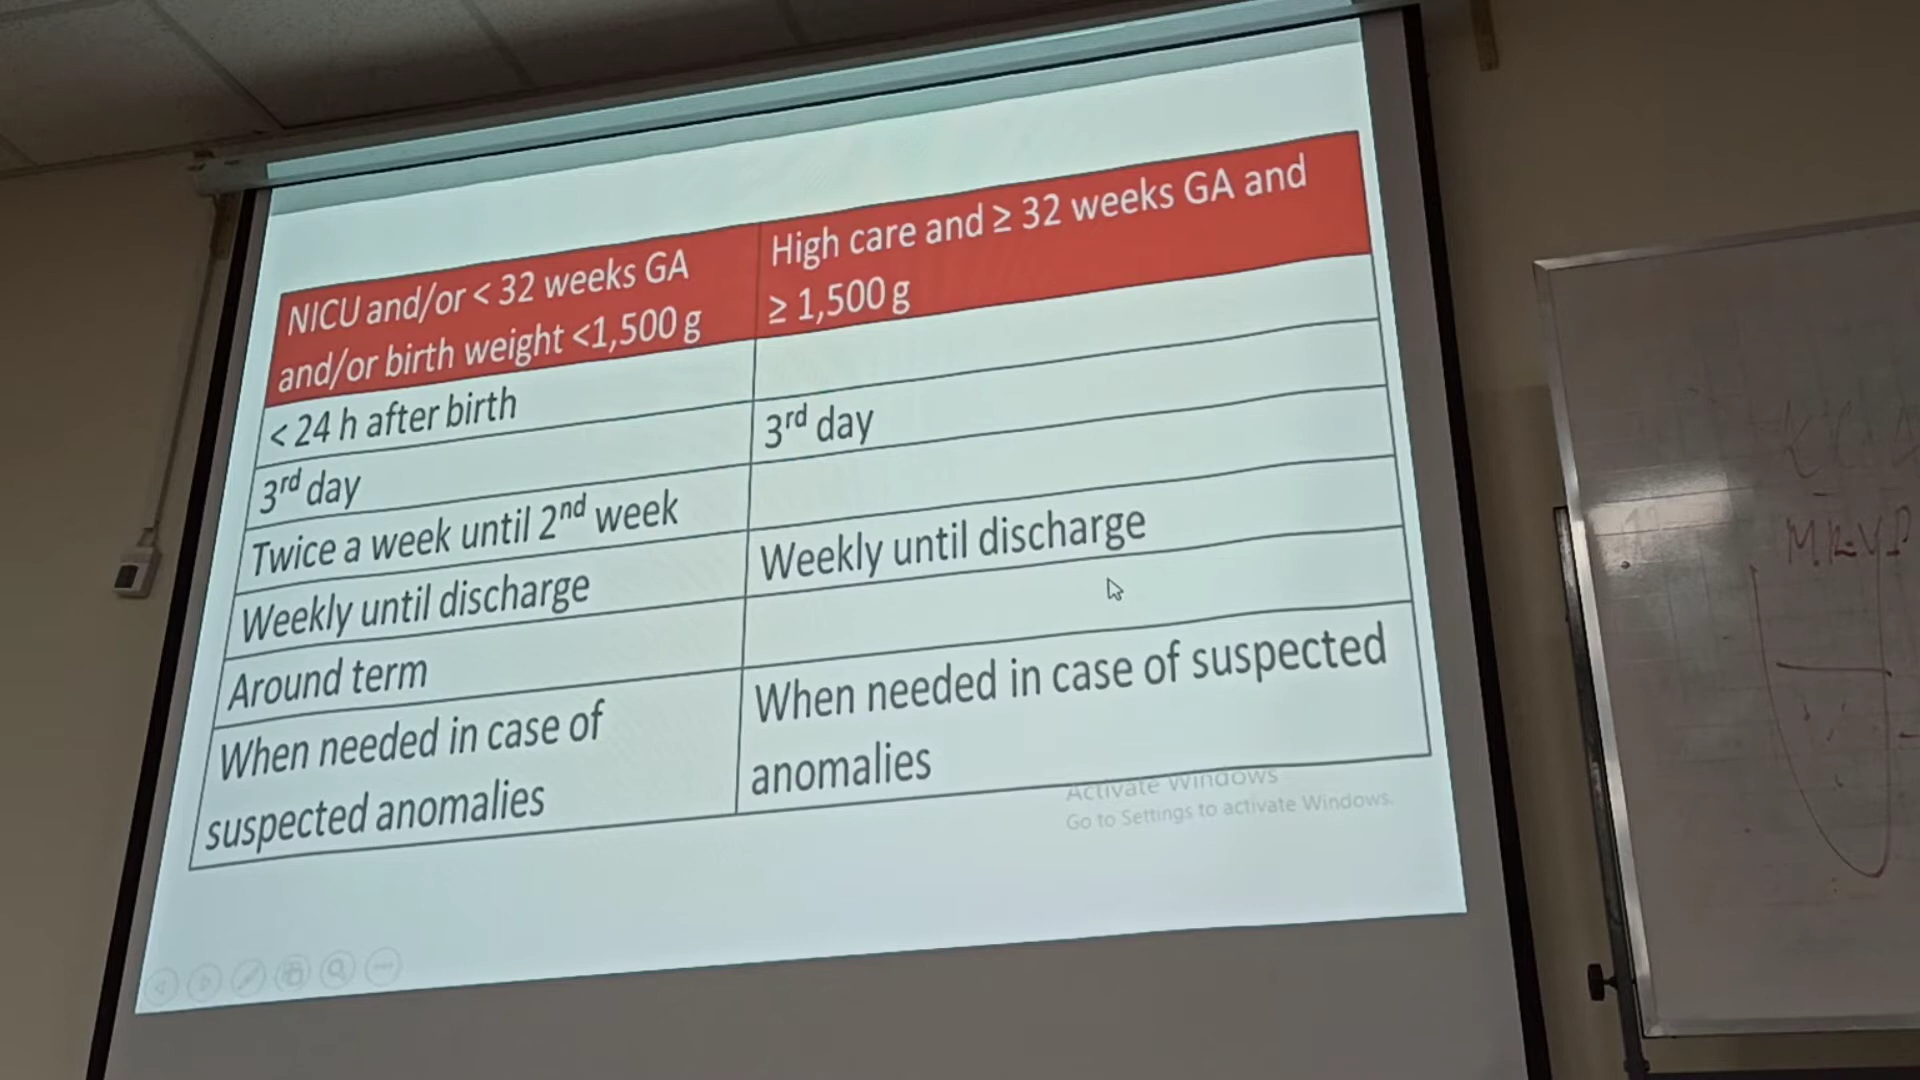 NICU and/or < 32 weeks GA
and/or birth weight <1,500 g
High care and ≥ 32 weeks GA and
≥ 1,500 g
< 24 h after birth
3rd day
3rd day
Twice a week until 2nd week
Weekly until discharge
Weekly until discharge
Around term
When needed in case of
suspected anomalies
When needed in case of suspected
anomalies
Activate Windows
Go to Settings to activate Windows.